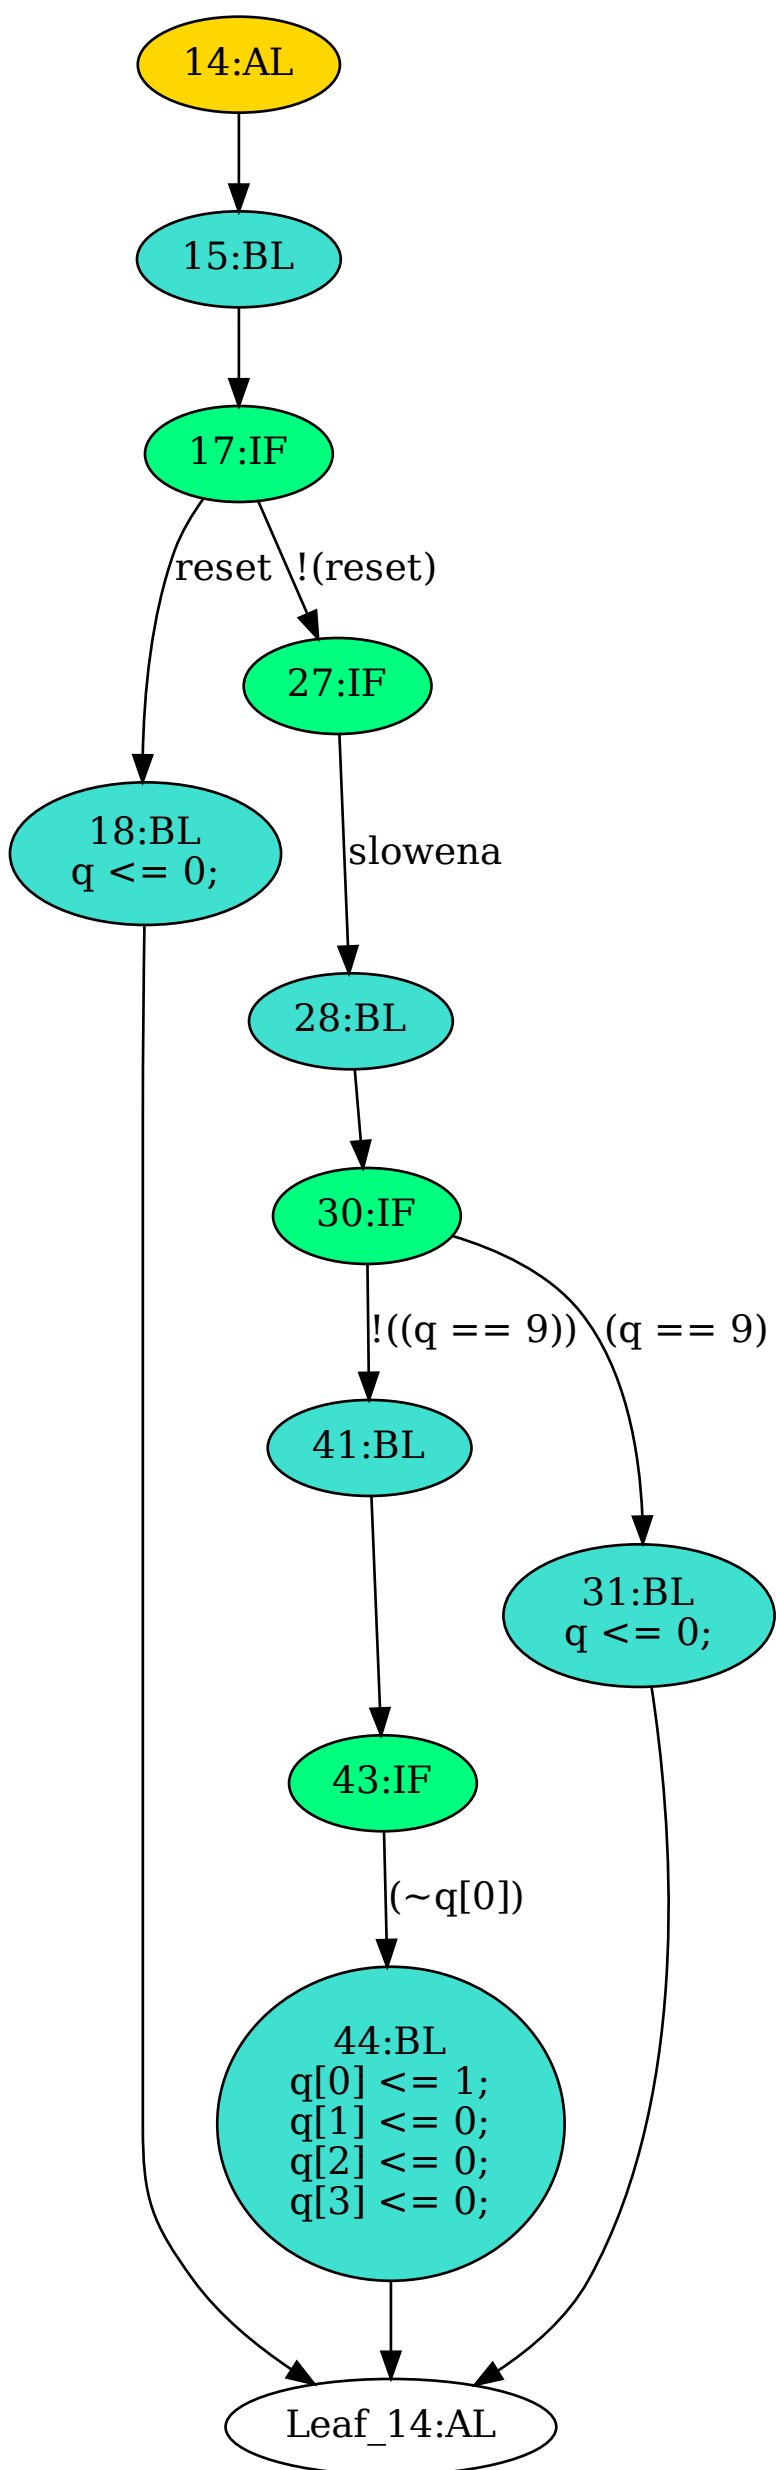 14:AL
15:BL
17:IF
reset
!(reset)
27:IF
18:BL
q <= 0;
slowena
28:BL
30:IF
!((q == 9))
(q == 9)
41:BL
31:BL
q <= 0;
43:IF
(~q[0])
44:BL
q[0] <= 1;
q[1] <= 0;
q[2] <= 0;
q[3] <= 0;
Leaf_14:AL